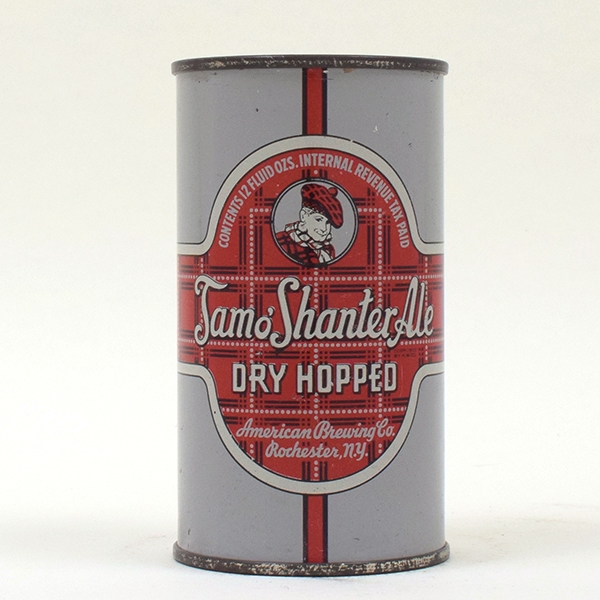 CONTENTS 12 FLUID OZS. INTERNAL REVENUE TAX PAID
Tam o' Shanter Ale
DRY HOPPED
American Brewing Co.
Rochester, N.Y.